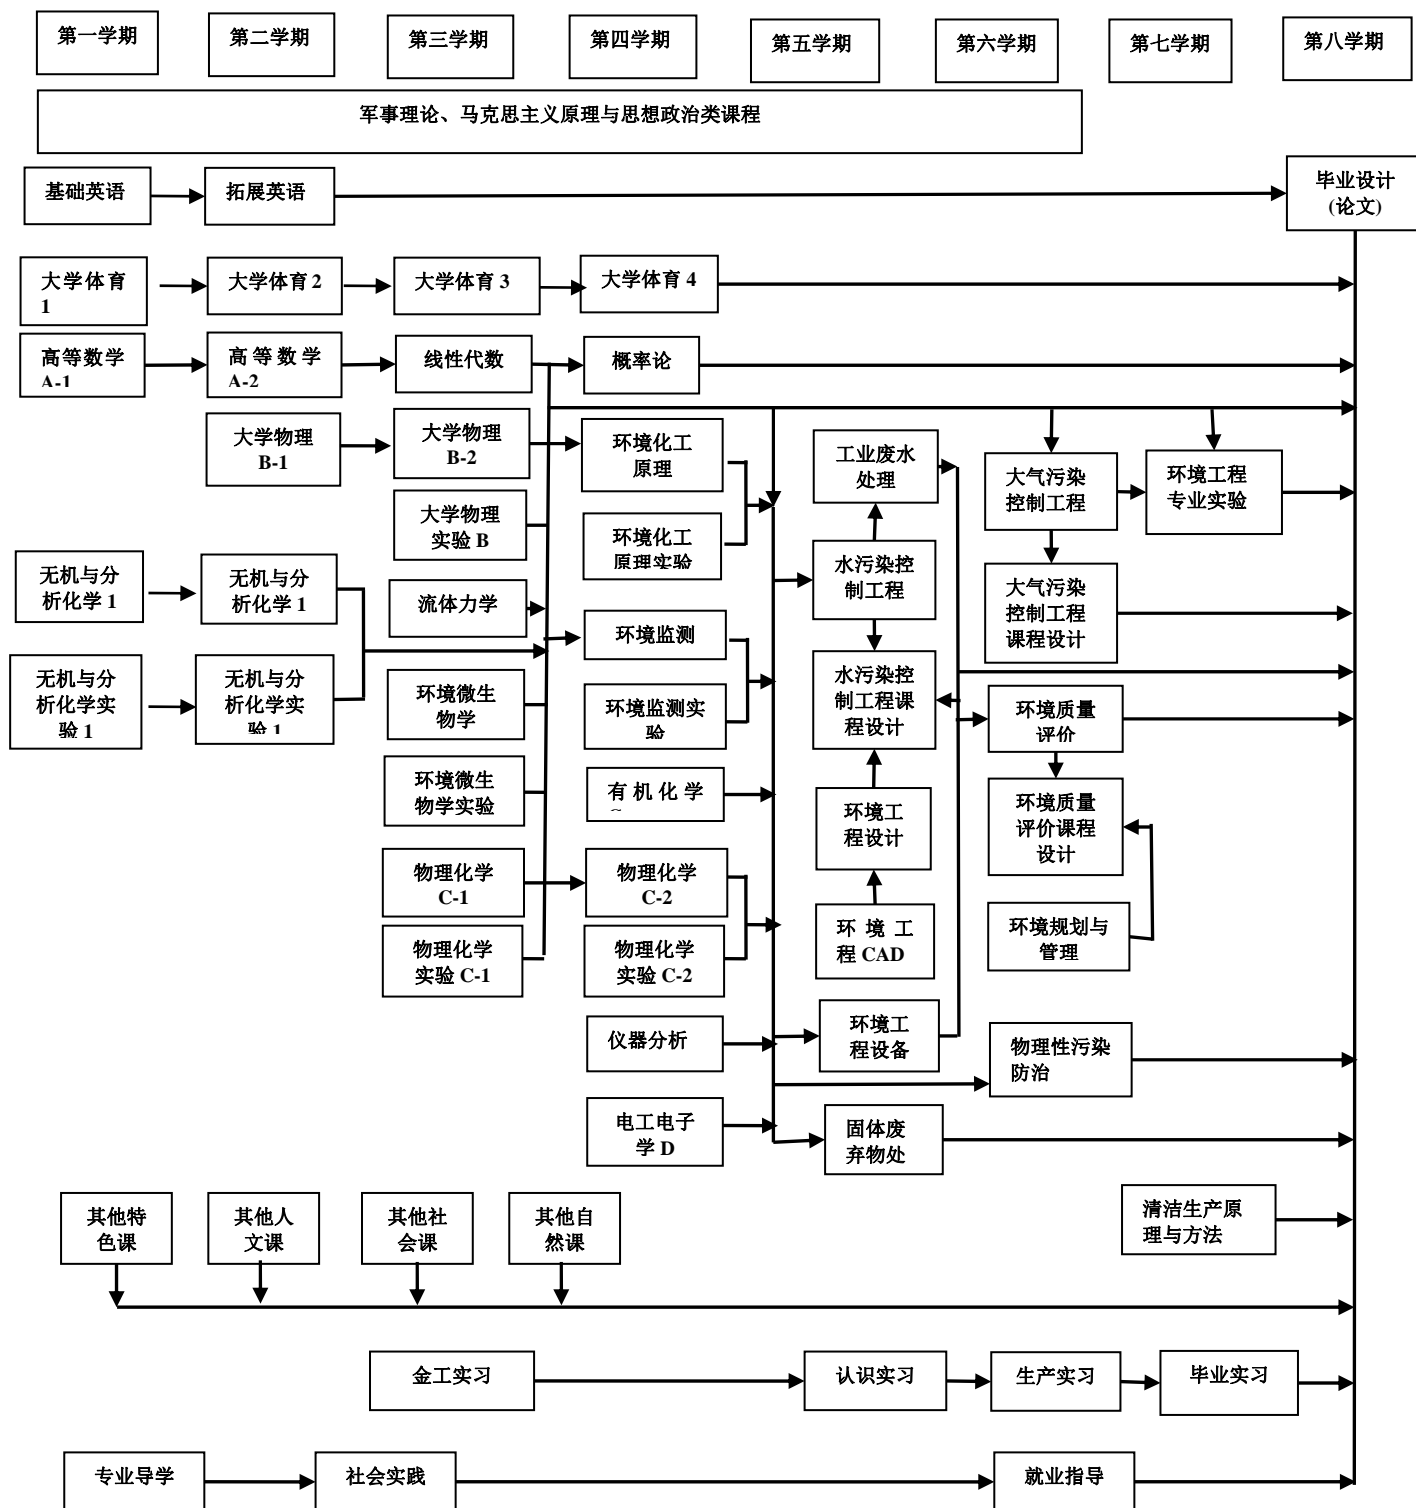 第一学期
第二学期
第三学期
第四学期
第五学期
第六学期
第七学期
第八学期
军事理论、马克思主义原理与思想政治类课程
基础英语
拓展英语
毕业设计
(论文)
大学体育
1
大学体育 2
大学体育 3
大学体育 4
高等数学
A-1
高等数学
A-2
线性代数
概率论
大学物理
B-1
大学物理
B-2
环境化工
原理
工业废水
处理
大气污染
控制工程
环境工程
专业实验
大学物理
实验 B
环境化工
原理实验
无机与分
析化学 1
无机与分
析化学 1
流体力学
水污染控
制工程
大气污染
控制工程
课程设计
环境监测
无机与分
析化学实
验 1
无机与分
析化学实
验 1
环境微生
物学
环境监测实
验
水污染控
制工程课
程设计
环境质量
评价
环境微生
物学实验
有机化学
环境工
程设计
环境质量
评价课程
设计
物理化学
C-1
物理化学
C-2
环境工
程 CAD
环境规划与
管理
物理化学
实验 C-1
物理化学
实验 C-2
仪器分析
环境工
程设备
物理性污染
防治
电工电子
学 D
固体废
弃物处
其他特
色课
其他人
文课
其他社
会课
其他自
然课
清洁生产原
理与方法
金工实习
认识实习
生产实习
毕业实习
专业导学
社会实践
就业指导